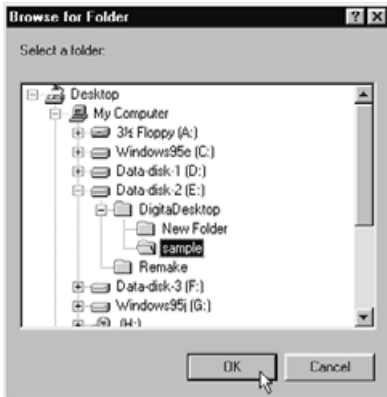 Browse for Folder
Select a folder:
Desktop
My Computer
3½ Floppy (A:)
Windows95e (C:)
Data-disk-1 (D:)
Data-disk-2 (E:)
DigitaDesktop
New Folder
sample
Remake
Data-disk-3 (F:)
Windows95j (G:)
(H:)
OK
Cancel